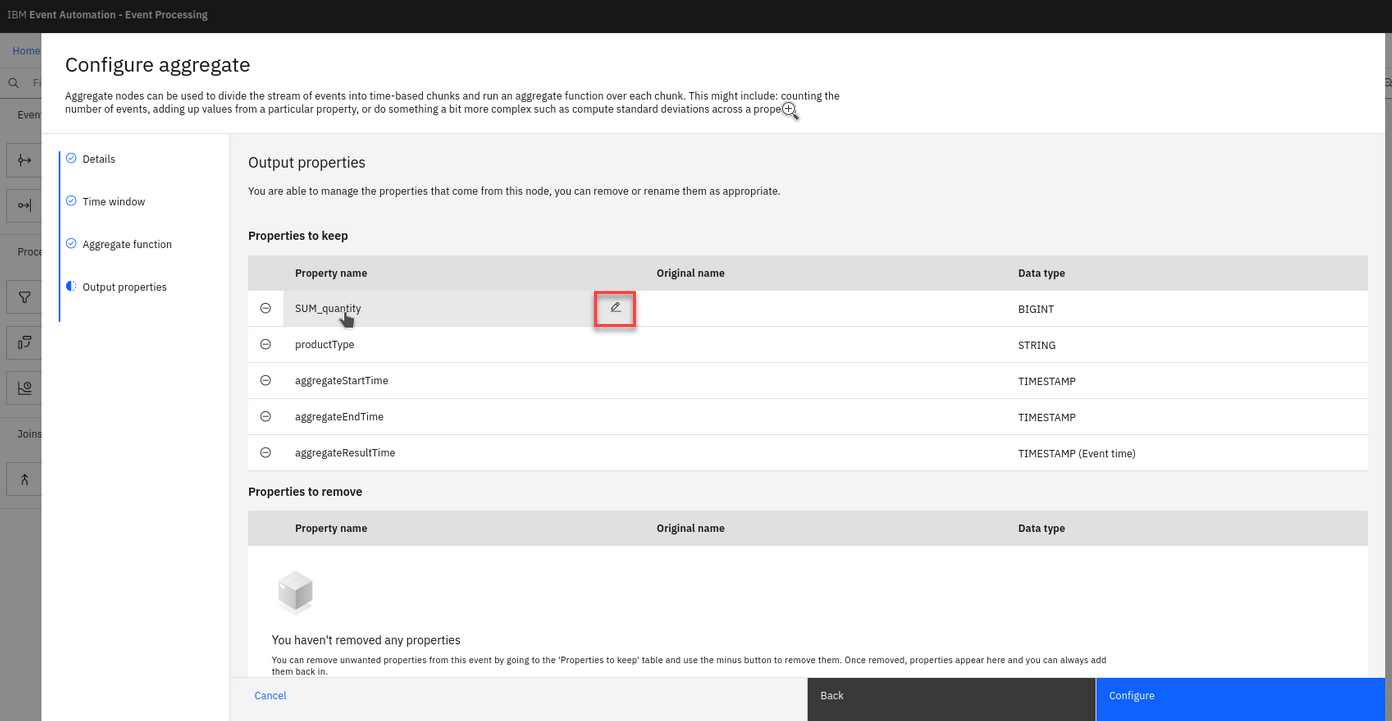 IBM Event Automation - Event Processing
Home
Fi
Configure aggregate
Aggregate nodes can be used to divide the stream of events into time-based chunks and run an aggregate function over each chunk. This might include: counting the
number of events, adding up values from a particular property, or do something a bit more complex such as compute standard deviations across a prope
Even
Proce
Joins
Details
Time window
Aggregate function
Output properties
Output properties
You are able to manage the properties that come from this node, you can remove or rename them as appropriate.
Properties to keep
Property name Original name Data type
SUM_quantity BIGINT
productType STRING
aggregateStartTime TIMESTAMP
aggregateEndTime TIMESTAMP
aggregateResultTime TIMESTAMP (Event time)
Properties to remove
Property name Original name Data type
You haven't removed any properties
You can remove unwanted properties from this event by going to the 'Properties to keep' table and use the minus button to remove them. Once removed, properties appear here and you can always add
them back in.
Cancel Back Configure